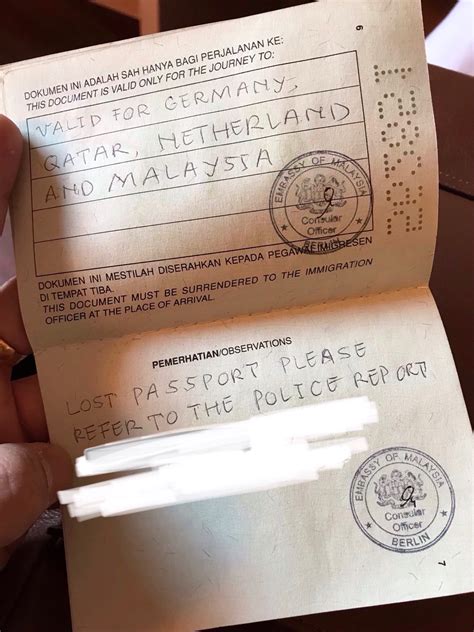 6
DOKUMEN INI ADALAH SAH HANYA BAGI PERJALANAN KE:
THIS DOCUMENT IS VALID ONLY FOR THE JOURNEY TO:
VALID FOR GERMANY,
QATAR, NETHERLAND
AND MALAYSIA
EMBASSY OF MALAYSIA
Consular
Officer
BERLIN
DOKUMEN INI MESTILAH DISERAHKAN KEPADA PEGAWAI IMIGRESEN
DI TEMPAT TIBA.
THIS DOCUMENT MUST BE SURRENDERED TO THE IMMIGRATION
OFFICER AT THE PLACE OF ARRIVAL.
PEMERHATIAN/OBSERVATIONS
LOST PASSPORT PLEASE
REFER TO THE POLICE REPORT
EMBASSY OF MALAYSIA
Consular
Officer
BERLIN
7